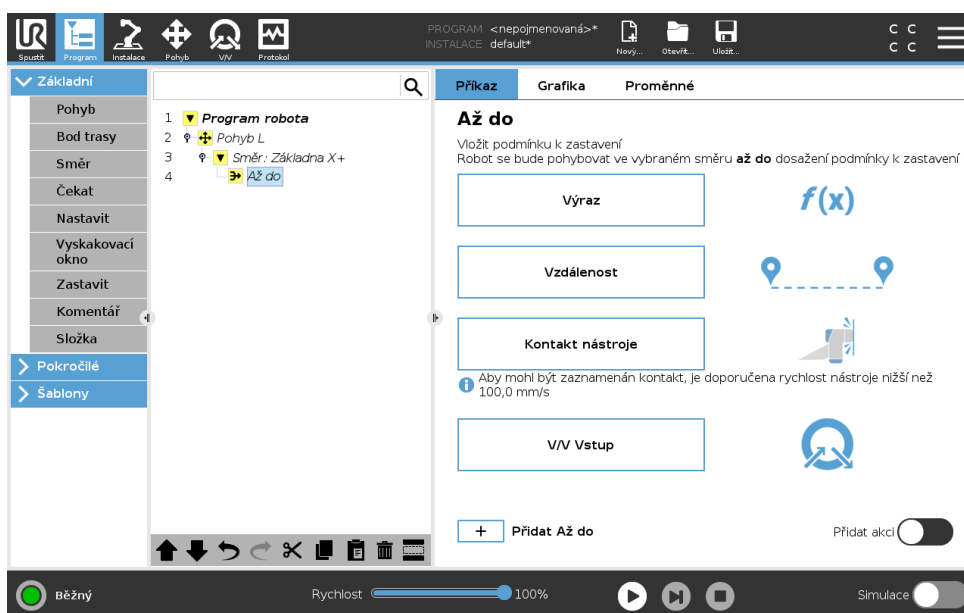 PROGRAM <nepojmenovaná>*
INSTALACE default*
Spustit
Program
Instalace
Pohyb
V/V
Protokol
Nový...
Otevřít...
Uložit...
C C
C C
Základní
Pohyb
Bod trasy
Směr
Čekat
Nastavit
Vyskakovací
okno
Zastavit
Komentář
Složka
Pokročilé
Šablony
1 Program robota
2 Pohyb L
3 Směr: Základna X+
4 Až do
Příkaz
Grafika
Proměnné
Až do
Vložit podmínku k zastavení
Robot se bude pohybovat ve vybraném směru až do dosažení podmínky k zastavení
Výraz
f(x)
Vzdálenost
Kontakt nástroje
Aby mohl být zaznamenán kontakt, je doporučena rychlost nástroje nižší než
100,0 mm/s
V/V Vstup
+ Přidat Až do
Přidat akci
Běžný
Rychlost
100%
Simulace